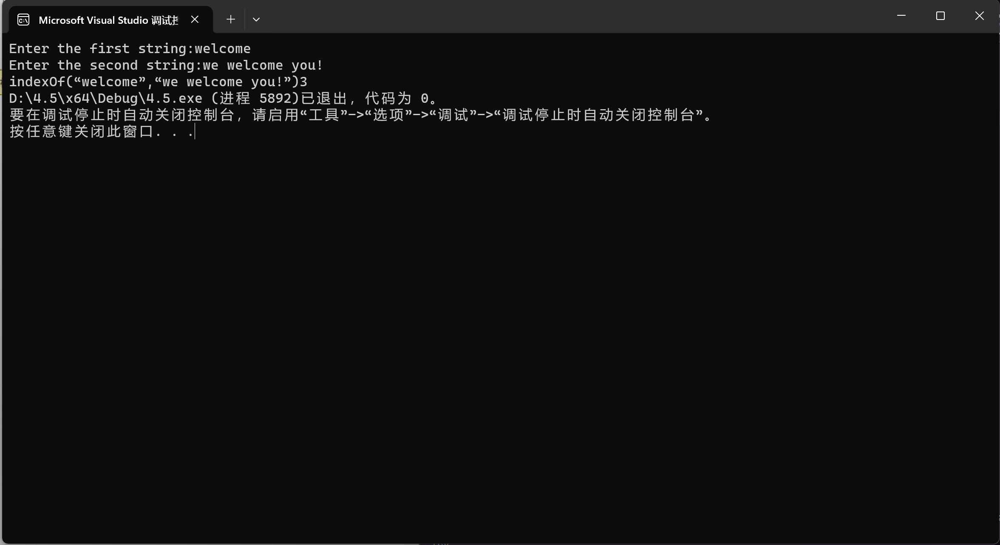 Microsoft Visual Studio 调试控
Enter the first string:welcome
Enter the second string:we welcome you!
indexOf(“welcome”,“we welcome you!”)3
D:\4.5\x64\Debug\4.5.exe (进程 5892)已退出，代码为 0。
要在调试停止时自动关闭控制台，请启用“工具”->“选项”->“调试”->“调试停止时自动关闭控制台”。
按任意键关闭此窗口. . .